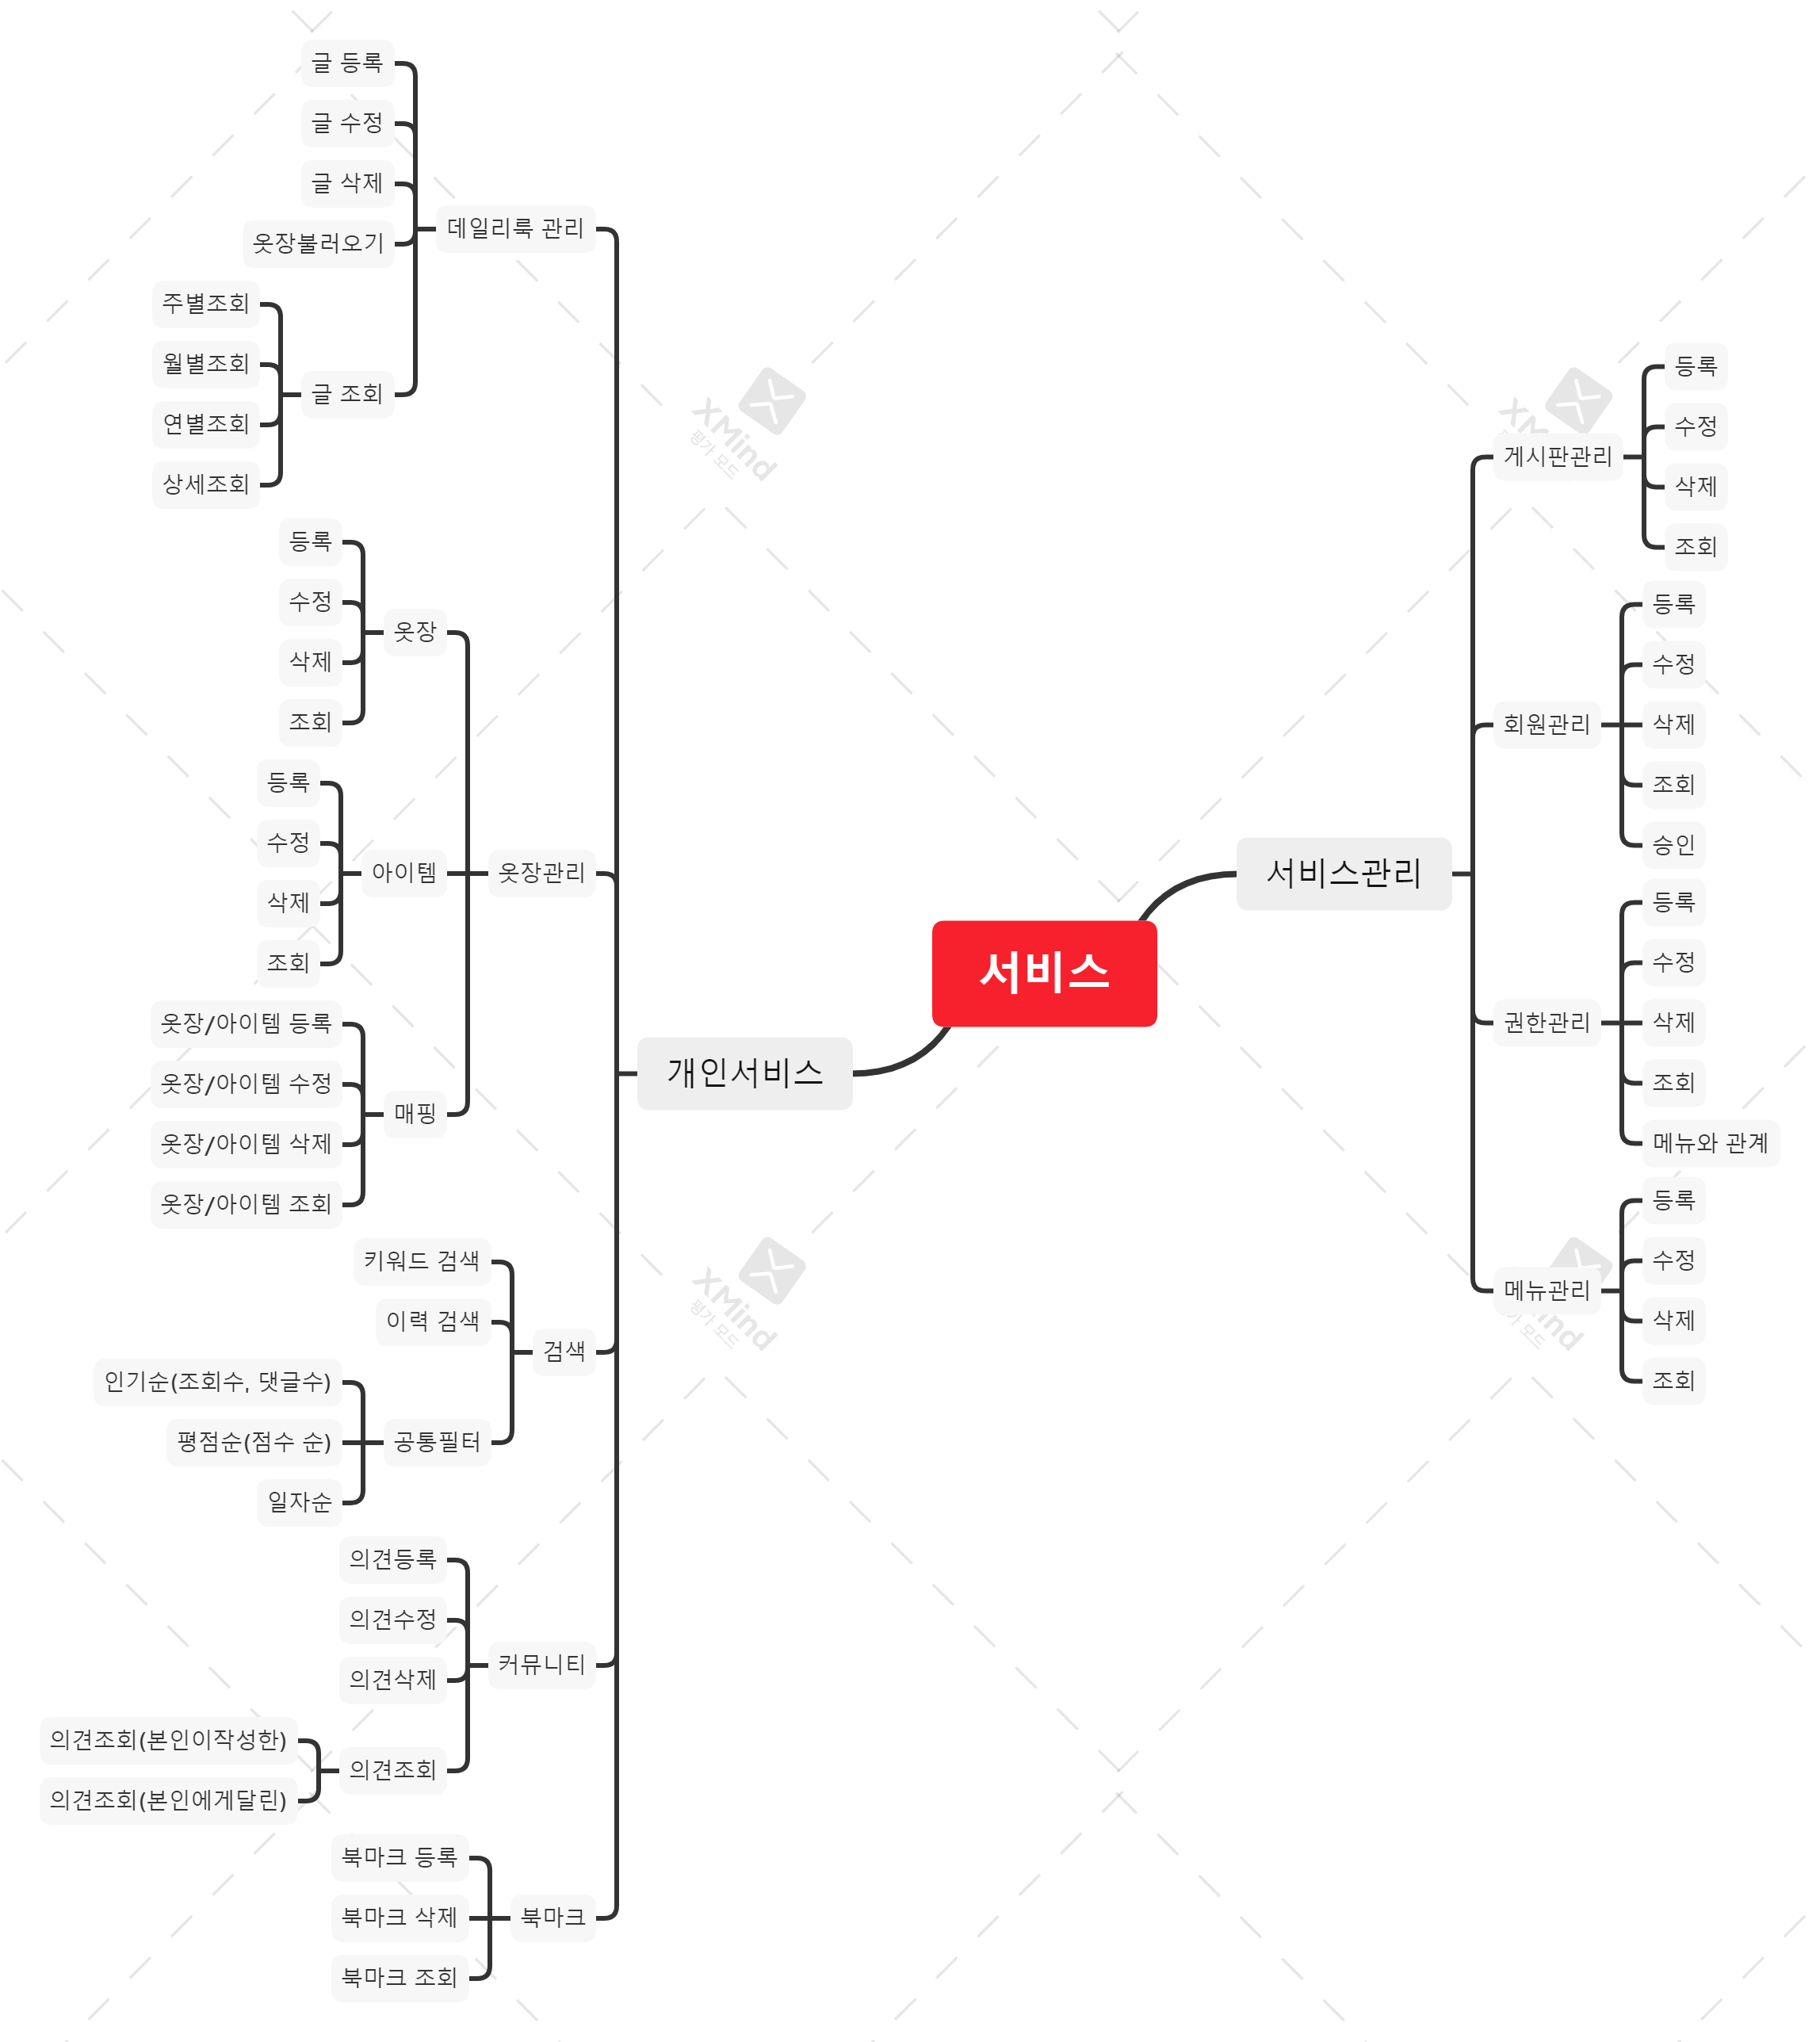 서비스
서비스관리
게시판관리
등록
수정
삭제
조회
회원관리
등록
수정
삭제
조회
승인
권한관리
등록
수정
삭제
조회
메뉴와 관계
메뉴관리
등록
수정
삭제
조회
개인서비스
데일리룩 관리
글 등록
글 수정
글 삭제
옷장불러오기
글 조회
주별조회
월별조회
연별조회
상세조회
옷장관리
옷장
등록
수정
삭제
조회
아이템
등록
수정
삭제
조회
매핑
옷장/아이템 등록
옷장/아이템 수정
옷장/아이템 삭제
옷장/아이템 조회
검색
키워드 검색
이력 검색
공통필터
인기순(조회수, 댓글수)
평점순(점수 순)
일자순
커뮤니티
의견등록
의견수정
의견삭제
의견조회
의견조회(본인이작성한)
의견조회(본인에게달린)
북마크
북마크 등록
북마크 삭제
북마크 조회
XMind
평가 모드
XMind
평가 모드